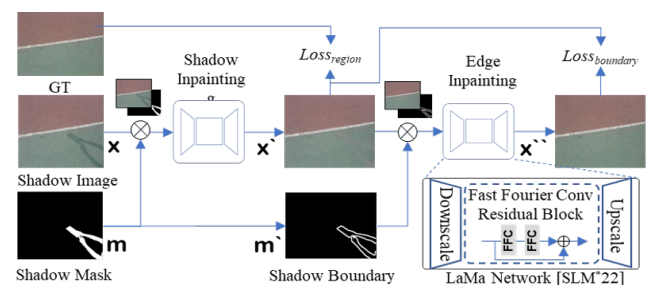 GT
Shadow
Inpainting
Loss_region
Edge
Inpainting
Loss_boundary
x
x`
x``
Shadow Image
m
m`
Shadow Mask
Shadow Boundary
Downscale
Fast Fourier Conv
Residual Block
FFC
FFC
Upscale
LaMa Network [SLM*22]